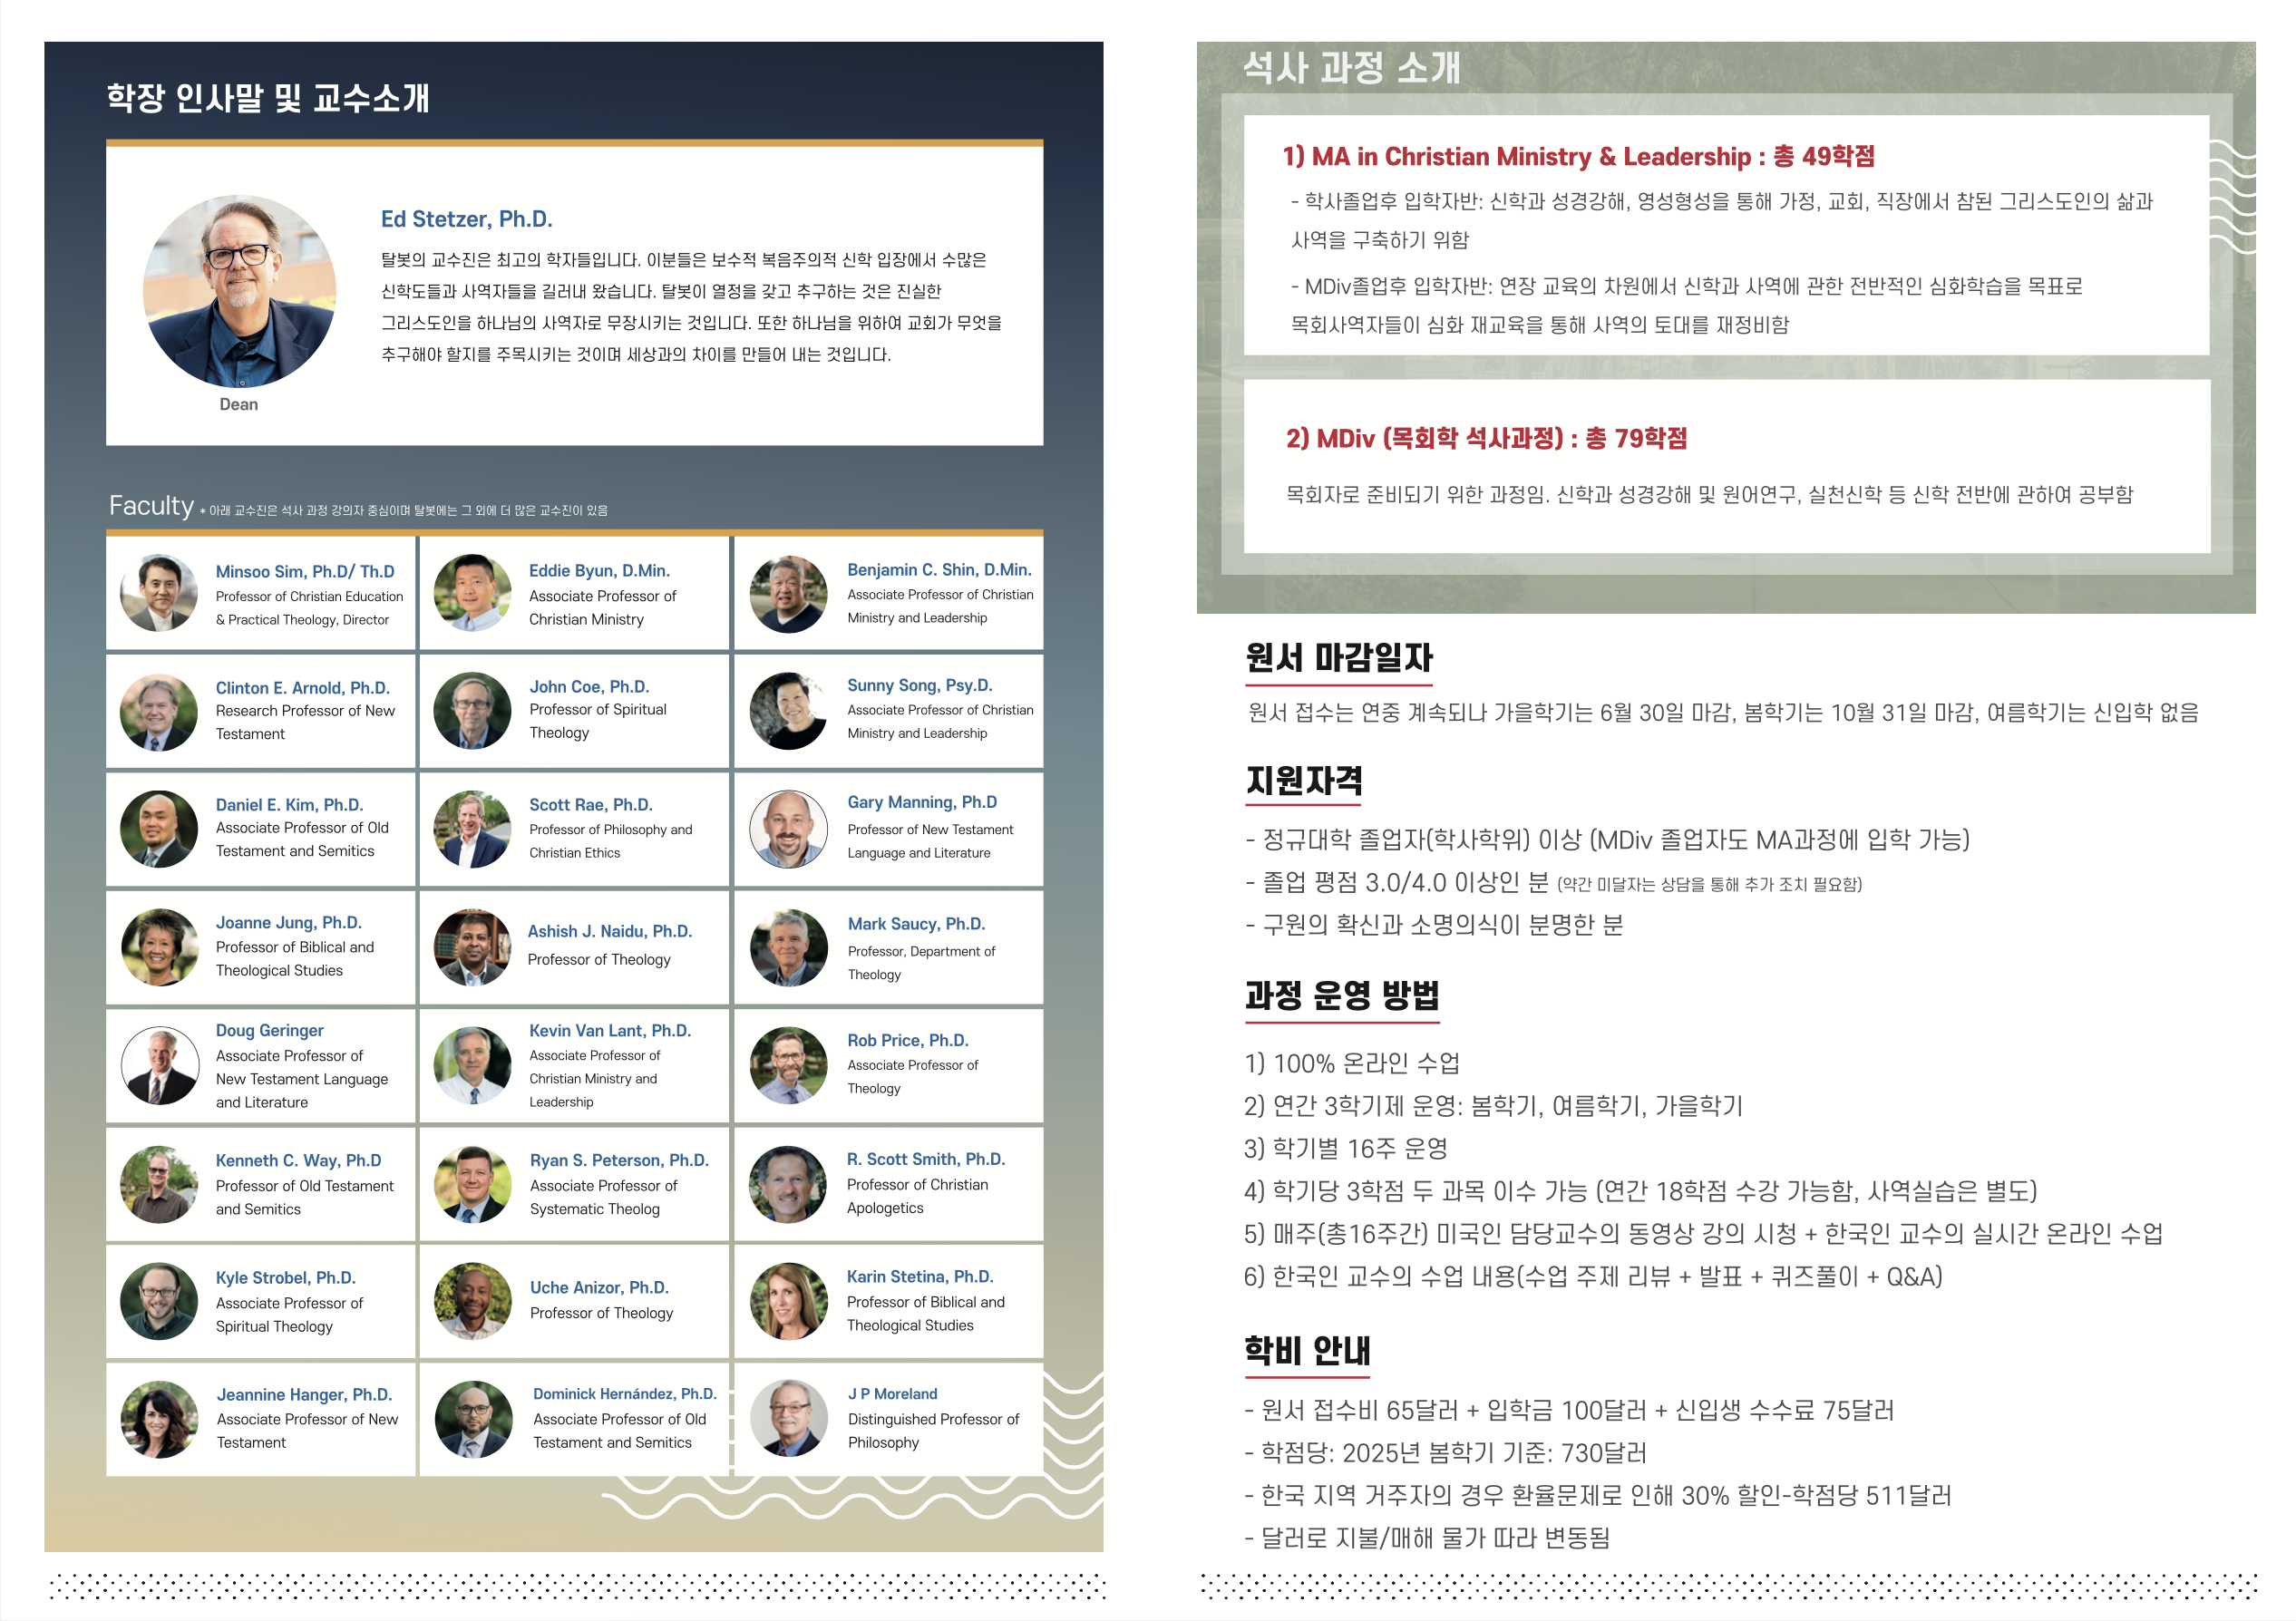 학장 인사말 및 교수소개
Ed Stetzer, Ph.D.
탈봇의 교수진은 최고의 학자들입니다. 이분들은 보수적 복음주의적 신학 입장에서 수많은
신학도들과 사역자들을 길러내 왔습니다. 탈봇이 열정을 갖고 추구하는 것은 진실한
그리스도인을 하나님의 사역자로 무장시키는 것입니다. 또한 하나님을 위하여 교회가 무엇을
추구해야 할지를 주목시키는 것이며 세상과의 차이를 만들어 내는 것입니다.
Dean
Faculty * 아래 교수진은 석사 과정 강의자 중심이며 탈봇에는 그 외에 더 많은 교수진이 있음
Minsoo Sim, Ph.D/ Th.D
Professor of Christian Education
& Practical Theology, Director
Eddie Byun, D.Min.
Associate Professor of
Christian Ministry
Benjamin C. Shin, D.Min.
Associate Professor of Christian
Ministry and Leadership
Clinton E. Arnold, Ph.D.
Research Professor of New
Testament
John Coe, Ph.D.
Professor of Spiritual
Theology
Sunny Song, Psy.D.
Associate Professor of Christian
Ministry and Leadership
Daniel E. Kim, Ph.D.
Associate Professor of Old
Testament and Semitics
Scott Rae, Ph.D.
Professor of Philosophy and
Christian Ethics
Gary Manning, Ph.D
Professor of New Testament
Language and Literature
Joanne Jung, Ph.D.
Professor of Biblical and
Theological Studies
Ashish J. Naidu, Ph.D.
Professor of Theology
Mark Saucy, Ph.D.
Professor, Department of
Theology
Doug Geringer
Associate Professor of
New Testament Language
and Literature
Kevin Van Lant, Ph.D.
Associate Professor of
Christian Ministry and
Leadership
Rob Price, Ph.D.
Associate Professor of
Theology
Kenneth C. Way, Ph.D
Professor of Old Testament
and Semitics
Ryan S. Peterson, Ph.D.
Associate Professor of
Systematic Theolog
R. Scott Smith, Ph.D.
Professor of Christian
Apologetics
Kyle Strobel, Ph.D.
Associate Professor of
Spiritual Theology
Uche Anizor, Ph.D.
Professor of Theology
Karin Stetina, Ph.D.
Professor of Biblical and
Theological Studies
Jeannine Hanger, Ph.D.
Associate Professor of New
Testament
Dominick Hernández, Ph.D.
Associate Professor of Old
Testament and Semitics
J P Moreland
Distinguished Professor of
Philosophy
석사 과정 소개
1) MA in Christian Ministry & Leadership : 총 49학점
- 학사졸업후 입학자반: 신학과 성경강해, 영성형성을 통해 가정, 교회, 직장에서 참된 그리스도인의 삶과
사역을 구축하기 위함
- MDiv졸업후 입학자반: 연장 교육의 차원에서 신학과 사역에 관한 전반적인 심화학습을 목표로
목회사역자들이 심화 재교육을 통해 사역의 토대를 재정비함
2) MDiv (목회학 석사과정) : 총 79학점
목회자로 준비되기 위한 과정임. 신학과 성경강해 및 원어연구, 실천신학 등 신학 전반에 관하여 공부함
원서 마감일자
원서 접수는 연중 계속되나 가을학기는 6월 30일 마감, 봄학기는 10월 31일 마감, 여름학기는 신입학 없음
지원자격
- 정규대학 졸업자(학사학위) 이상 (MDiv 졸업자도 MA과정에 입학 가능)
- 졸업 평점 3.0/4.0 이상인 분 (약간 미달자는 상담을 통해 추가 조치 필요함)
- 구원의 확신과 소명의식이 분명한 분
과정 운영 방법
1) 100% 온라인 수업
2) 연간 3학기제 운영: 봄학기, 여름학기, 가을학기
3) 학기별 16주 운영
4) 학기당 3학점 두 과목 이수 가능 (연간 18학점 수강 가능함, 사역실습은 별도)
5) 매주(총16주간) 미국인 담당교수의 동영상 강의 시청 + 한국인 교수의 실시간 온라인 수업
6) 한국인 교수의 수업 내용(수업 주제 리뷰 + 발표 + 퀴즈풀이 + Q&A)
학비 안내
- 원서 접수비 65달러 + 입학금 100달러 + 신입생 수수료 75달러
- 학점당: 2025년 봄학기 기준: 730달러
- 한국 지역 거주자의 경우 환율문제로 인해 30% 할인-학점당 511달러
- 달러로 지불/매해 물가 따라 변동됨